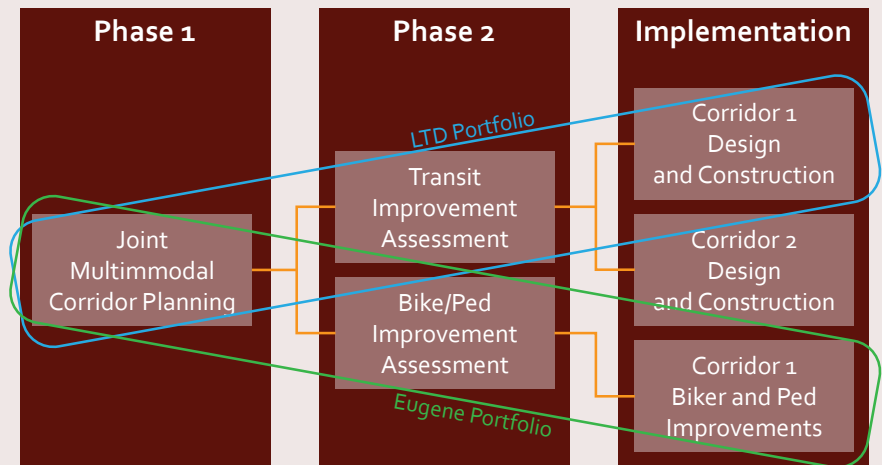 Phase 1
Joint
Multimmodal
Corridor Planning
Phase 2
LTD Portfolio
Transit
Improvement
Assessment
Bike/Ped
Improvement
Assessment
Eugene Portfolio
Implementation
Corridor 1
Design
and Construction
Corridor 2
Design
and Construction
Corridor 1
Biker and Ped
Improvements